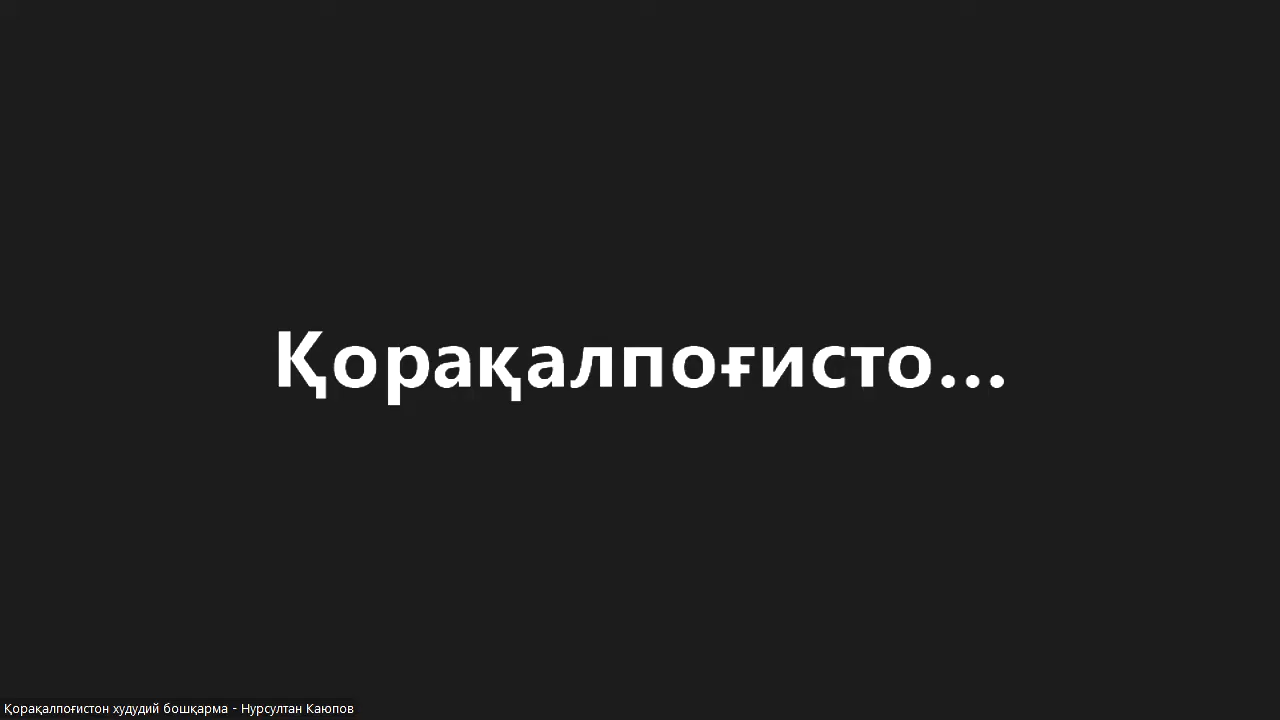 Қорақалпоғисто...
Қорақалпоғистон худудий бошқарма - Нурсултан Каюпов